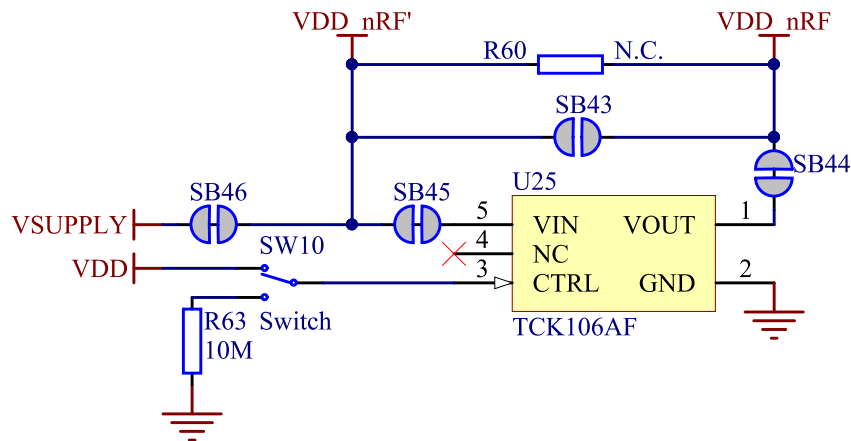 VDD_nRF' VDD_nRF
R60 N.C.
SB43
SB44
SB46 SB45 U25
VSUPPLY 5 VIN VOUT 1
SW10 4 NC
VDD 3 CTRL GND 2
R63 Switch
10M TCK106AF